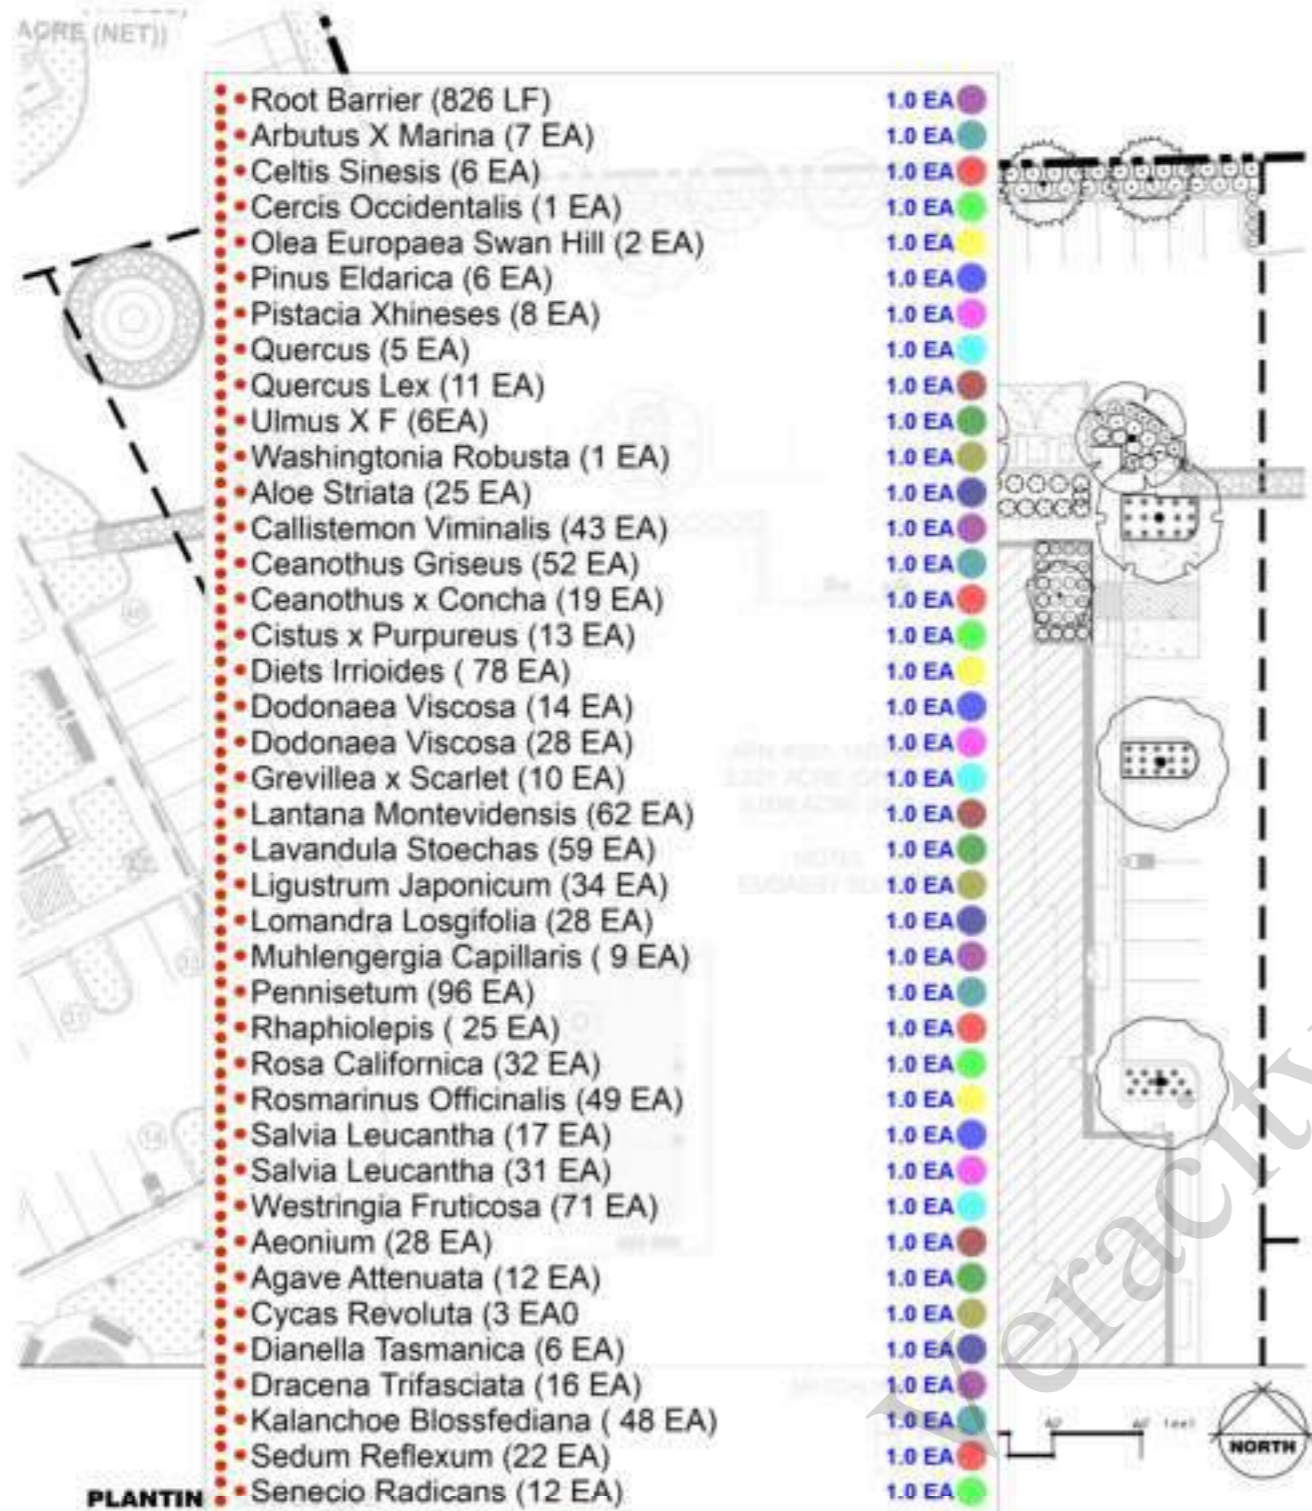 ACRE (NET))
Root Barrier (826 LF) 1.0 EA
Arbutus X Marina (7 EA) 1.0 EA
Celtis Sinesis (6 EA) 1.0 EA
Cercis Occidentalis (1 EA) 1.0 EA
Olea Europaea Swan Hill (2 EA) 1.0 EA
Pinus Eldarica (6 EA) 1.0 EA
Pistacia Xhineses (8 EA) 1.0 EA
Quercus (5 EA) 1.0 EA
Quercus Lex (11 EA) 1.0 EA
Ulmus X F (6EA) 1.0 EA
Washingtonia Robusta (1 EA) 1.0 EA
Aloe Striata (25 EA) 1.0 EA
Callistemon Viminalis (43 EA) 1.0 EA
Ceanothus Griseus (52 EA) 1.0 EA
Ceanothus x Concha (19 EA) 1.0 EA
Cistus x Purpureus (13 EA) 1.0 EA
Diets Irrioides ( 78 EA) 1.0 EA
Dodonaea Viscosa (14 EA) 1.0 EA
Dodonaea Viscosa (28 EA) 1.0 EA
Grevillea x Scarlet (10 EA) 1.0 EA
Lantana Montevidensis (62 EA) 1.0 EA
Lavandula Stoechas (59 EA) 1.0 EA
Ligustrum Japonicum (34 EA) 1.0 EA
Lomandra Losgifolia (28 EA) 1.0 EA
Muhlengergia Capillaris ( 9 EA) 1.0 EA
Pennisetum (96 EA) 1.0 EA
Rhaphiolepis ( 25 EA) 1.0 EA
Rosa Californica (32 EA) 1.0 EA
Rosmarinus Officinalis (49 EA) 1.0 EA
Salvia Leucantha (17 EA) 1.0 EA
Salvia Leucantha (31 EA) 1.0 EA
Westringia Fruticosa (71 EA) 1.0 EA
Aeonium (28 EA) 1.0 EA
Agave Attenuata (12 EA) 1.0 EA
Cycas Revoluta (3 EA0 1.0 EA
Dianella Tasmanica (6 EA) 1.0 EA
Dracena Trifasciata (16 EA) 1.0 EA
Kalanchoe Blossfediana ( 48 EA) 1.0 EA
Sedum Reflexum (22 EA) 1.0 EA
Senecio Radicans (12 EA) 1.0 EA
PLANTIN
NORTH
Veracity